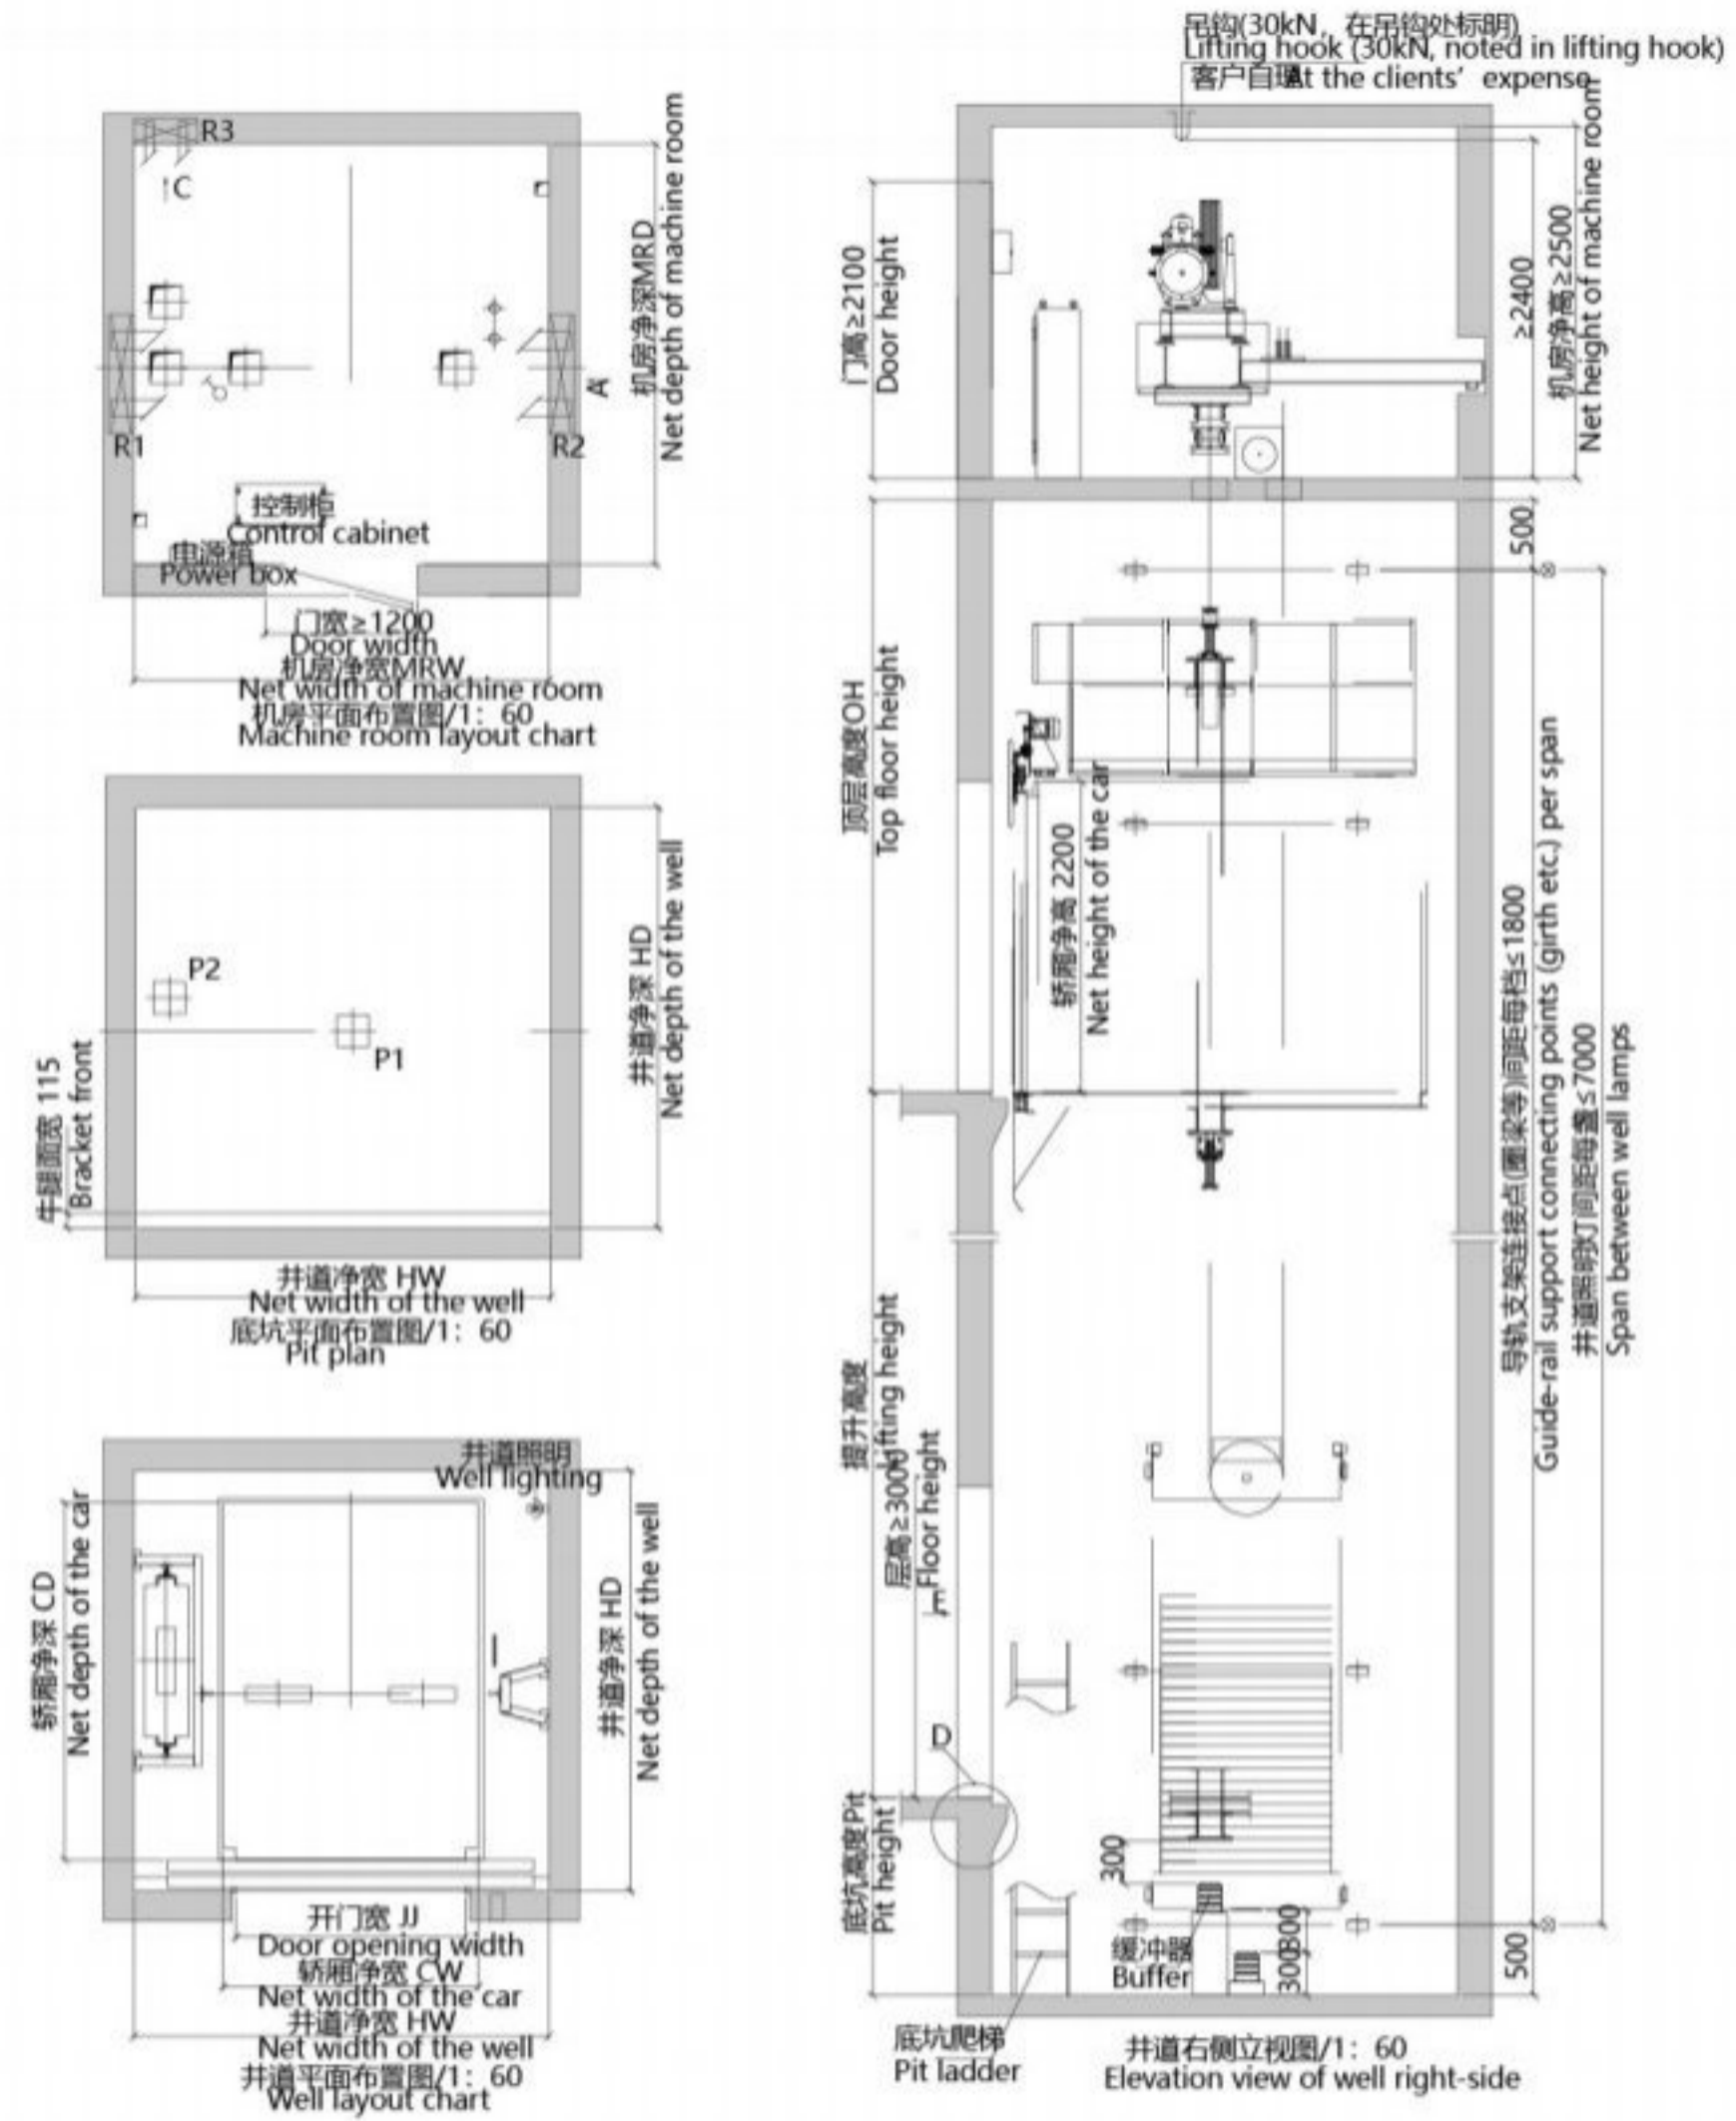 R3
C
机房净深MRD
Net depth of machine room
A
R1
R2
控制柜
Control cabinet
电源箱
Power box
门宽≥1200
Door width
机房净宽MRW
Net width of machine room
机房平面布置图/1：60
Machine room layout chart
P2
P1
井道净深 HD
Net depth of the well
牛腿面宽 115
Bracket front
井道净宽 HW
Net width of the well
底坑平面布置图/1：60
Pit plan
井道照明
Well lighting
轿厢净深 CD
Net depth of the car
井道净深 HD
Net depth of the well
开门宽 JJ
Door opening width
轿厢净宽 CW
Net width of the car
井道净宽 HW
Net width of the well
井道平面布置图/1：60
Well layout chart
吊钩(30kN，在吊钩处标明)
Lifting hook (30kN, noted in lifting hook)
客户自理
At the clients’ expense
门高≥2100
Door height
≥2400
机房净高≥2500
Net height of machine room
500
顶层高度OH
Top floor height
轿厢净高 2200
Net height of the car
导轨支架连接点(圈梁等)间距每档≤1800
Guide-rail support connecting points (girth etc.) per span
井道照明灯间距每盏≤7000
Span between well lamps
提升高度
Lifting height
层高≥3000
Floor height
D
底坑高度Pit
Pit height
300
缓冲器
Buffer
300
300
500
底坑爬梯
Pit ladder
井道右侧立视图/1：60
Elevation view of well right-side